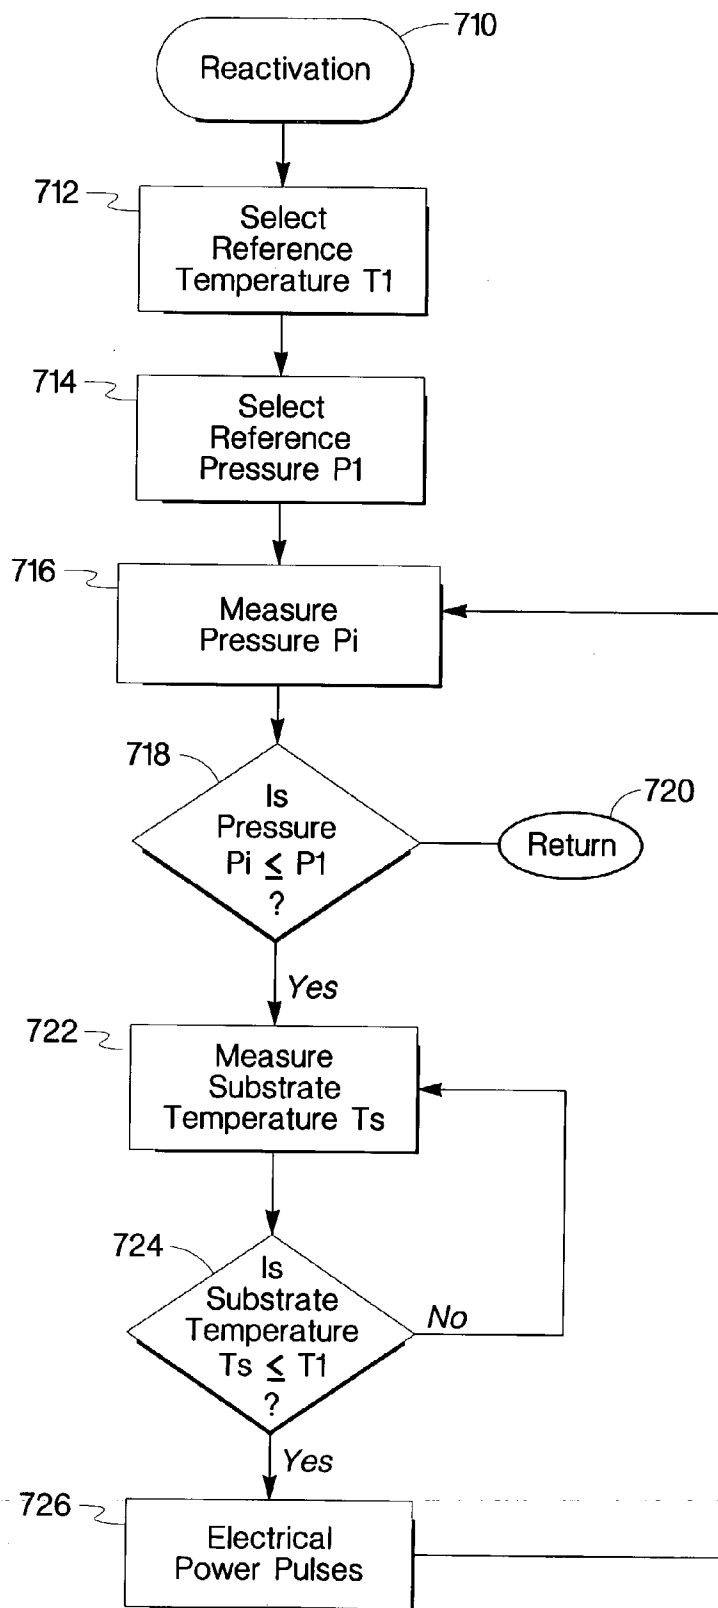 710
Reactivation
712
Select
Reference
Temperature T1
714
Select
Reference
Pressure P1
716
Measure
Pressure Pi
718
Is
Pressure
Pi ≤ P1
?
720
Return
Yes
722
Measure
Substrate
Temperature Ts
724
Is
Substrate
Temperature
Ts ≤ T1
?
No
Yes
726
Electrical
Power Pulses